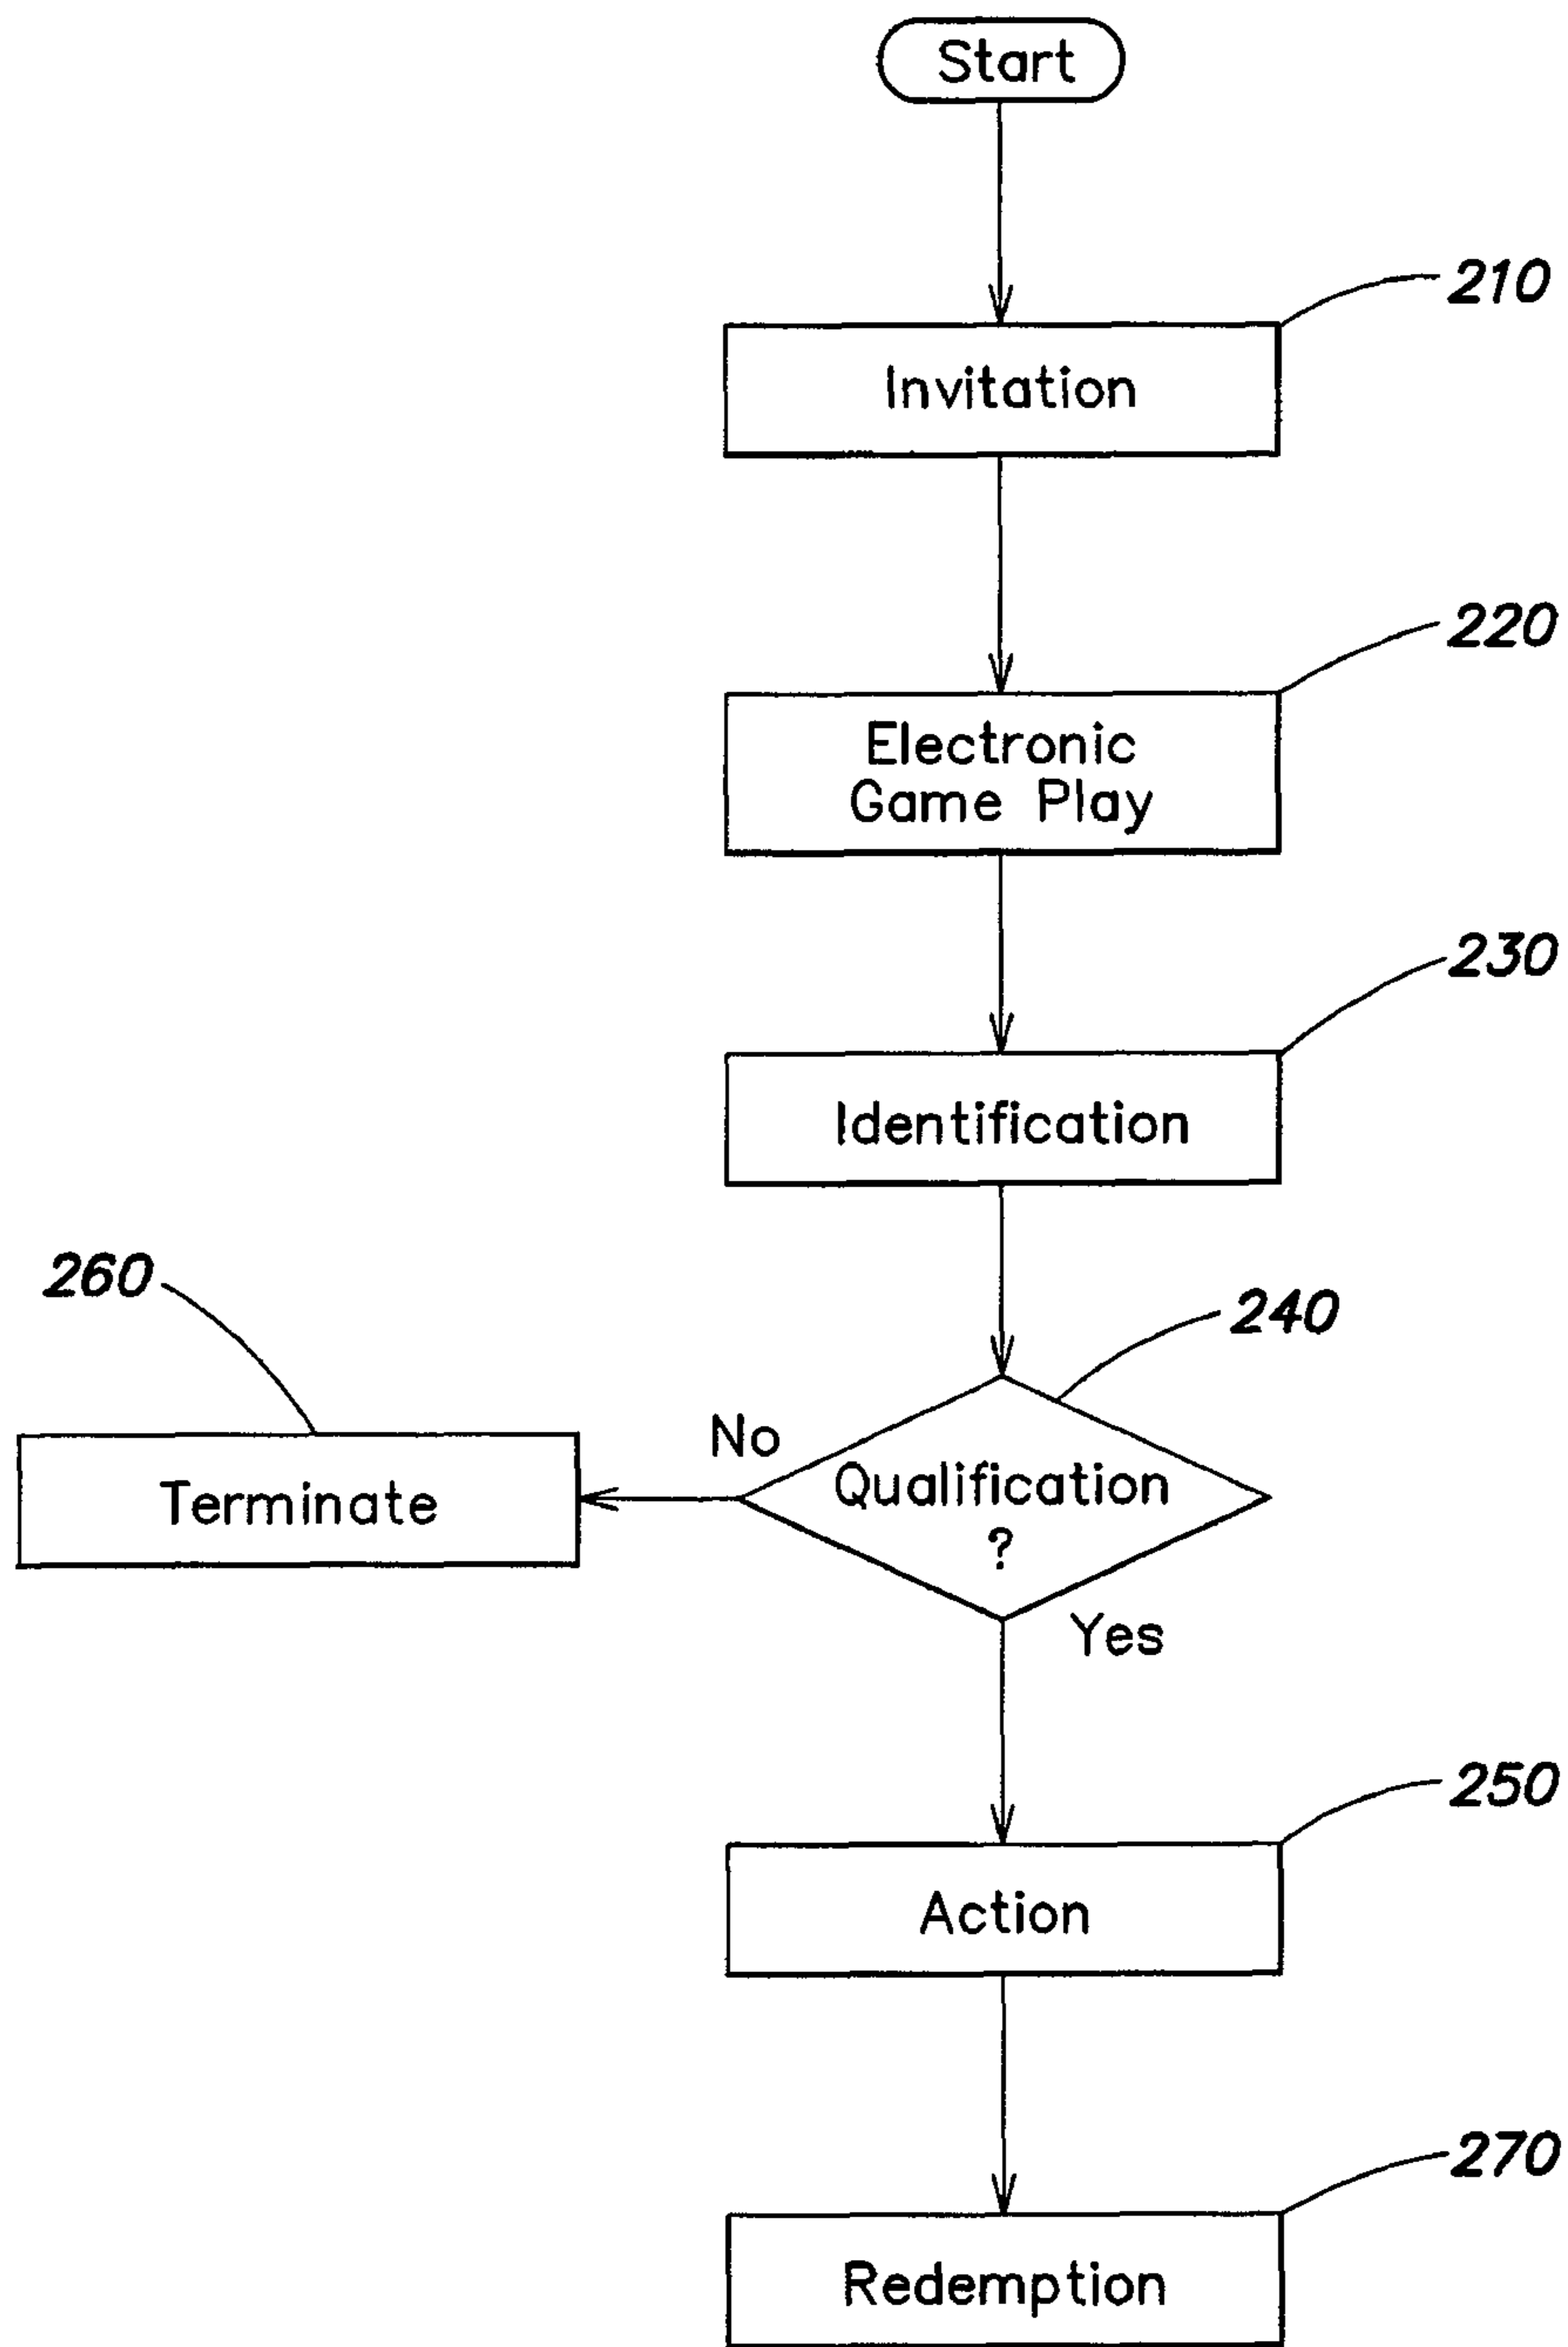 Start
210
Invitation
220
Electronic
Game Play
230
Identification
260
240
No
Qualification
?
Terminate
Yes
250
Action
270
Redemption